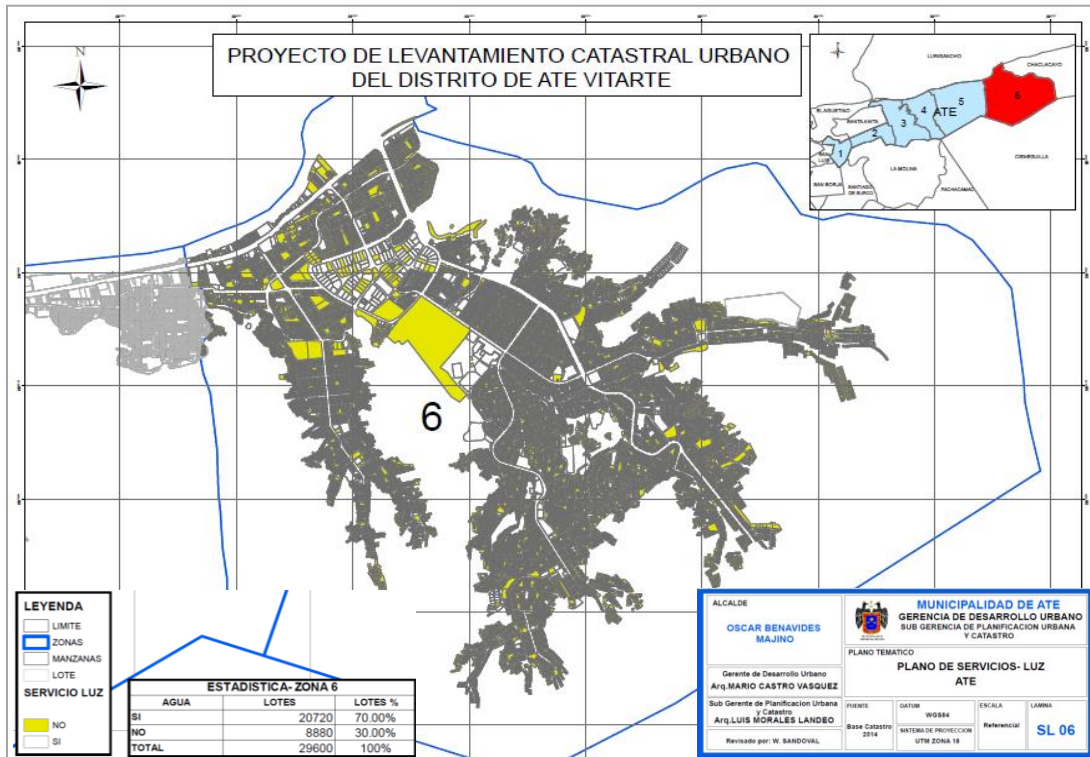 PROYECTO DE LEVANTAMIENTO CATASTRAL URBANO
DEL DISTRITO DE ATE VITARTE
N
LURIGANCHO
CHACLACAYO
EL AGUSTINO
SANTA ANITA
ATE
1
2
3
4
5
6
SAN LUIS
SAN BORJA
SANTIAGO
DE SURCO
LA MOLINA
PACHACAMAC
CIENEGUILLA
6
LEYENDA
LIMITE
ZONAS
MANZANAS
LOTE
SERVICIO LUZ
NO
SI
ESTADISTICA- ZONA 6
AGUA LOTES LOTES %
SI 20720 70.00%
NO 8880 30.00%
TOTAL 29600 100%
ALCALDE
OSCAR BENAVIDES
MAJINO
Gerente de Desarrollo Urbano
Arq.MARIO CASTRO VASQUEZ
Sub Gerente de Planificacion Urbana
y Catastro
Arq.LUIS MORALES LANDEO
Revisado por: W. SANDOVAL
MUNICIPALIDAD DE ATE
GERENCIA DE DESARROLLO URBANO
SUB GERENCIA DE PLANIFICACION URBANA
Y CATASTRO
PLANO TEMATICO
PLANO DE SERVICIOS- LUZ
ATE
FUENTE
Base Catastro
2014
DATUM
WGS84
SISTEMA DE PROYECCION
UTM ZONA 18
ESCALA
Referencial
LAMINA
SL 06